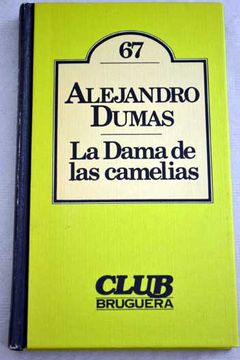 67
ALEJANDRO
DUMAS
La Dama de
las camelias
CLUB
BRUGUERA